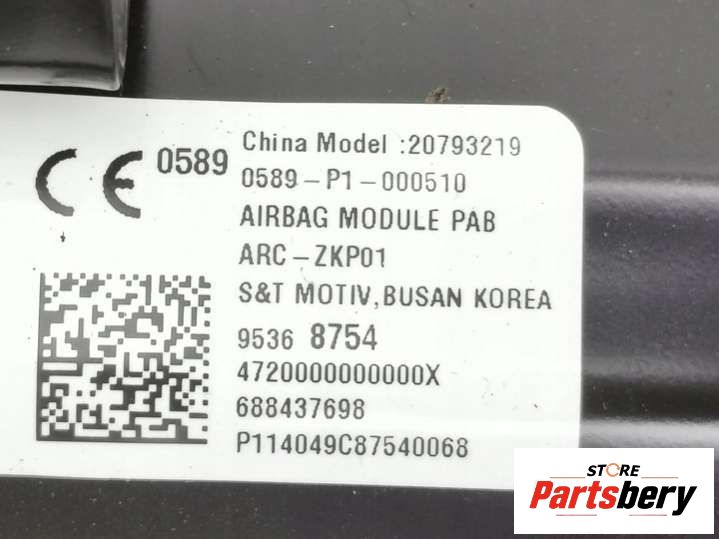 CE 0589
China Model :20793219
0589-P1-000510
AIRBAG MODULE PAB
ARC-ZKP01
S&T MOTIV,BUSAN KOREA
9536 8754
4720000000000X
688437698
P114049C87540068
STORE
Partsbery